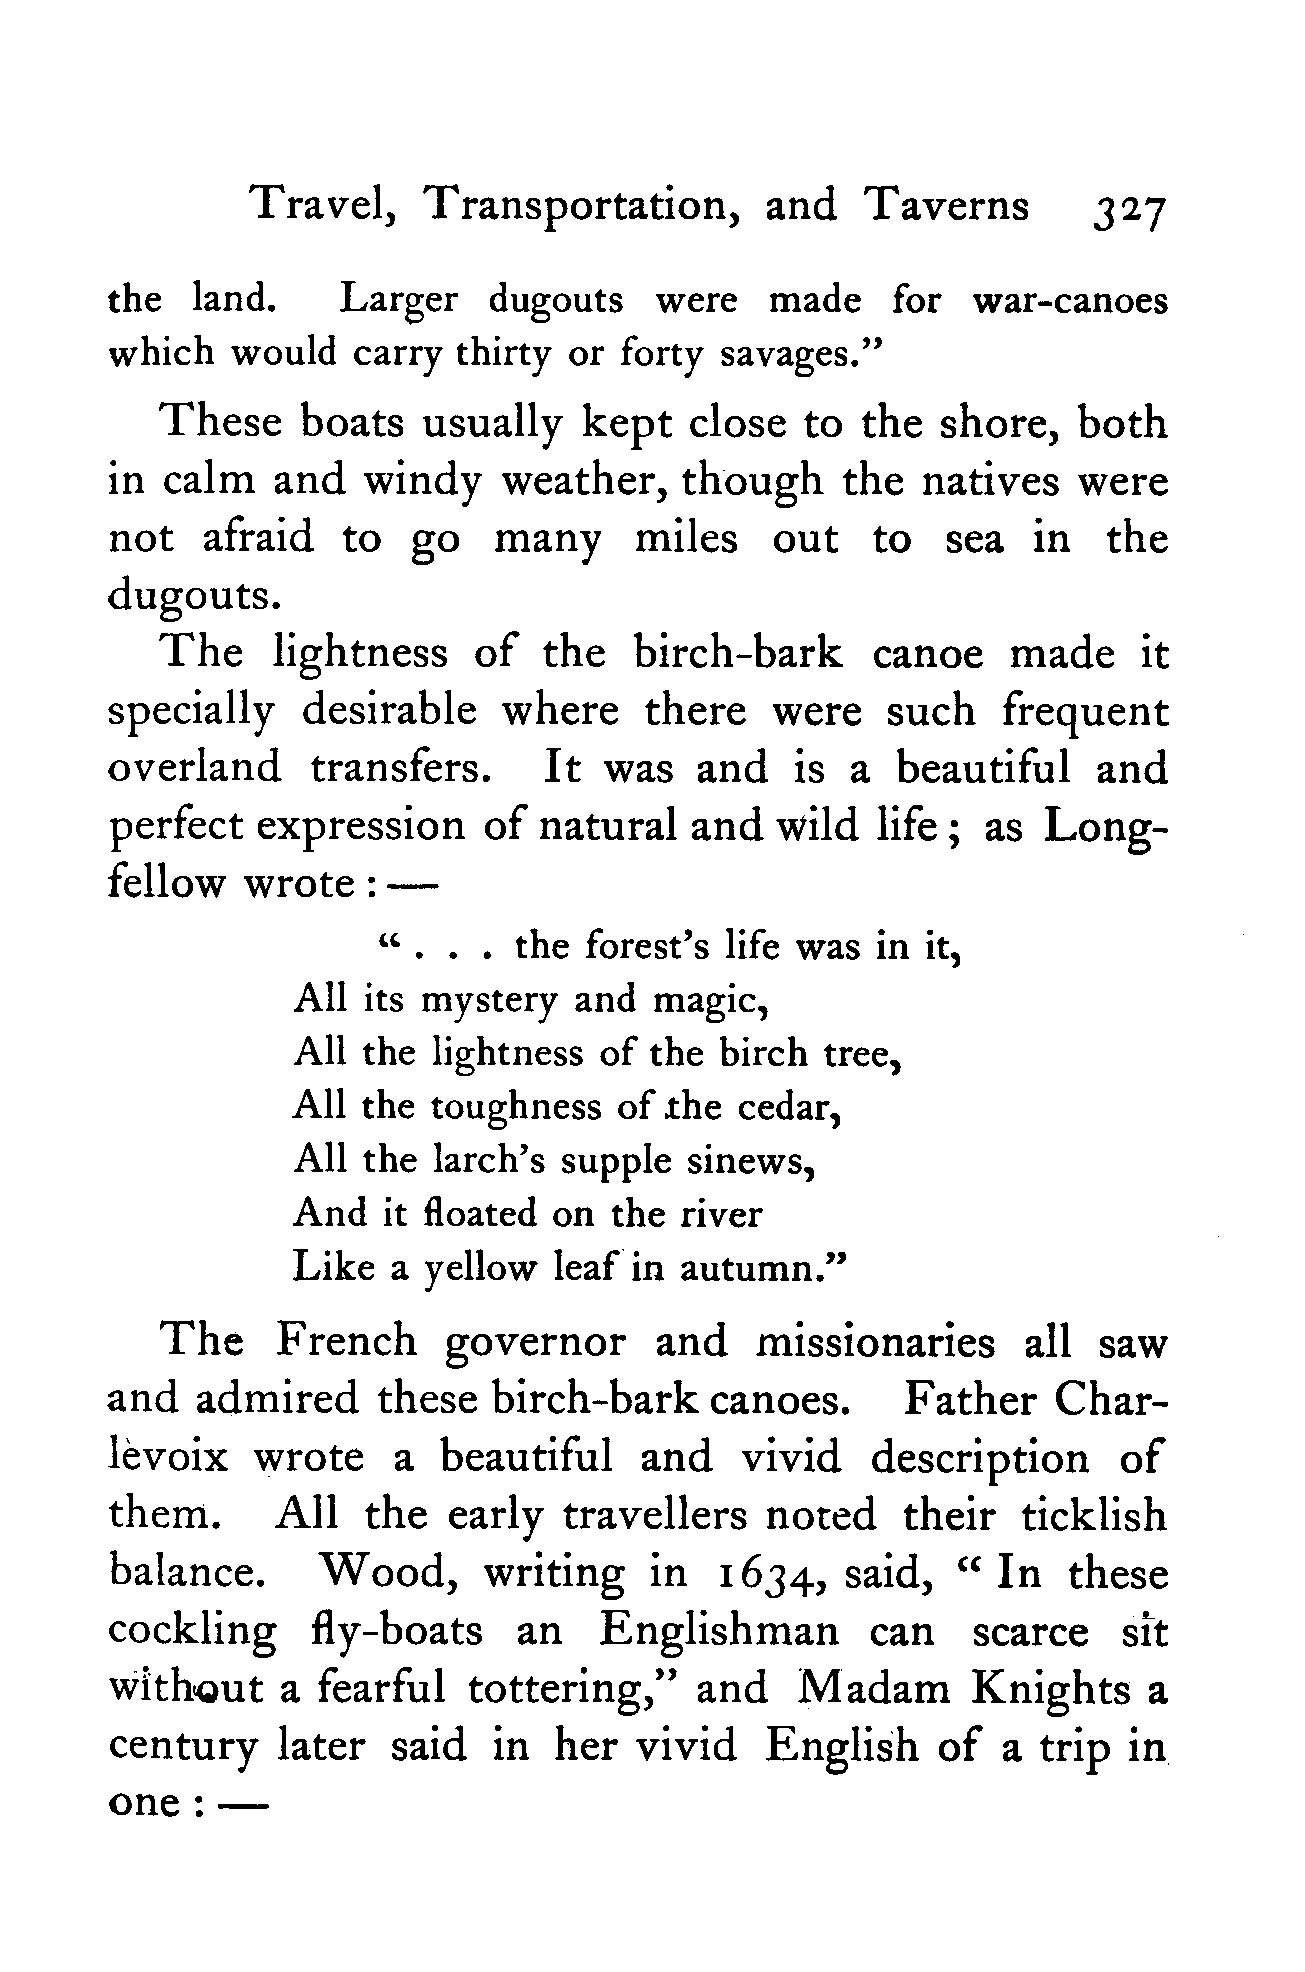 Travel, Transportation, and Taverns 327
the land. Larger dugouts were made for war-canoes
which would carry thirty or forty savages.”
These boats usually kept close to the shore, both
in calm and windy weather, though the natives were
not afraid to go many miles out to sea in the
dugouts.
The lightness of the birch-bark canoe made it
specially desirable where there were such frequent
overland transfers. It was and is a beautiful and
perfect expression of natural and wild life ; as Long-
fellow wrote : —
“ . . . the forest’s life was in it,
All its mystery and magic,
All the lightness of the birch tree,
All the toughness of the cedar,
All the larch’s supple sinews,
And it floated on the river
Like a yellow leaf in autumn.”
The French governor and missionaries all saw
and admired these birch-bark canoes. Father Char-
lèvoix wrote a beautiful and vivid description of
them. All the early travellers noted their ticklish
balance. Wood, writing in 1634, said, “ In these
cockling fly-boats an Englishman can scarce sit
without a fearful tottering,” and Madam Knights a
century later said in her vivid English of a trip in
one : —